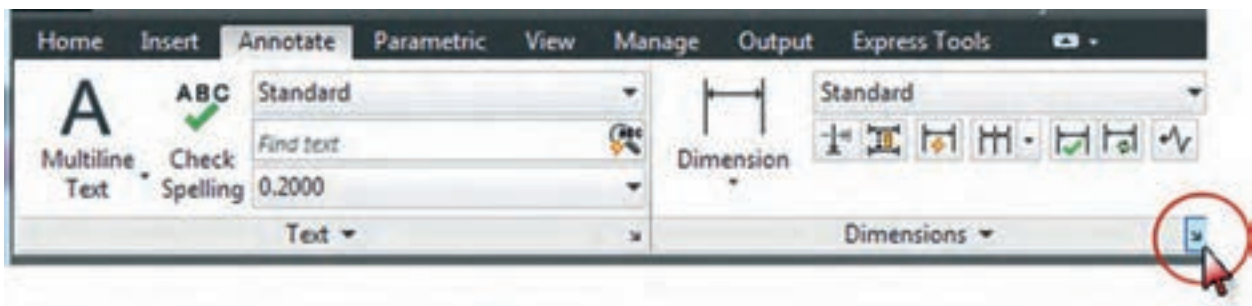 Home Insert Annotate Parametric View Manage Output Express Tools
A
Multiline
Text
ABC
Check
Spelling
Standard
Find text
0.2000
Text
Dimension
Standard
Dimensions